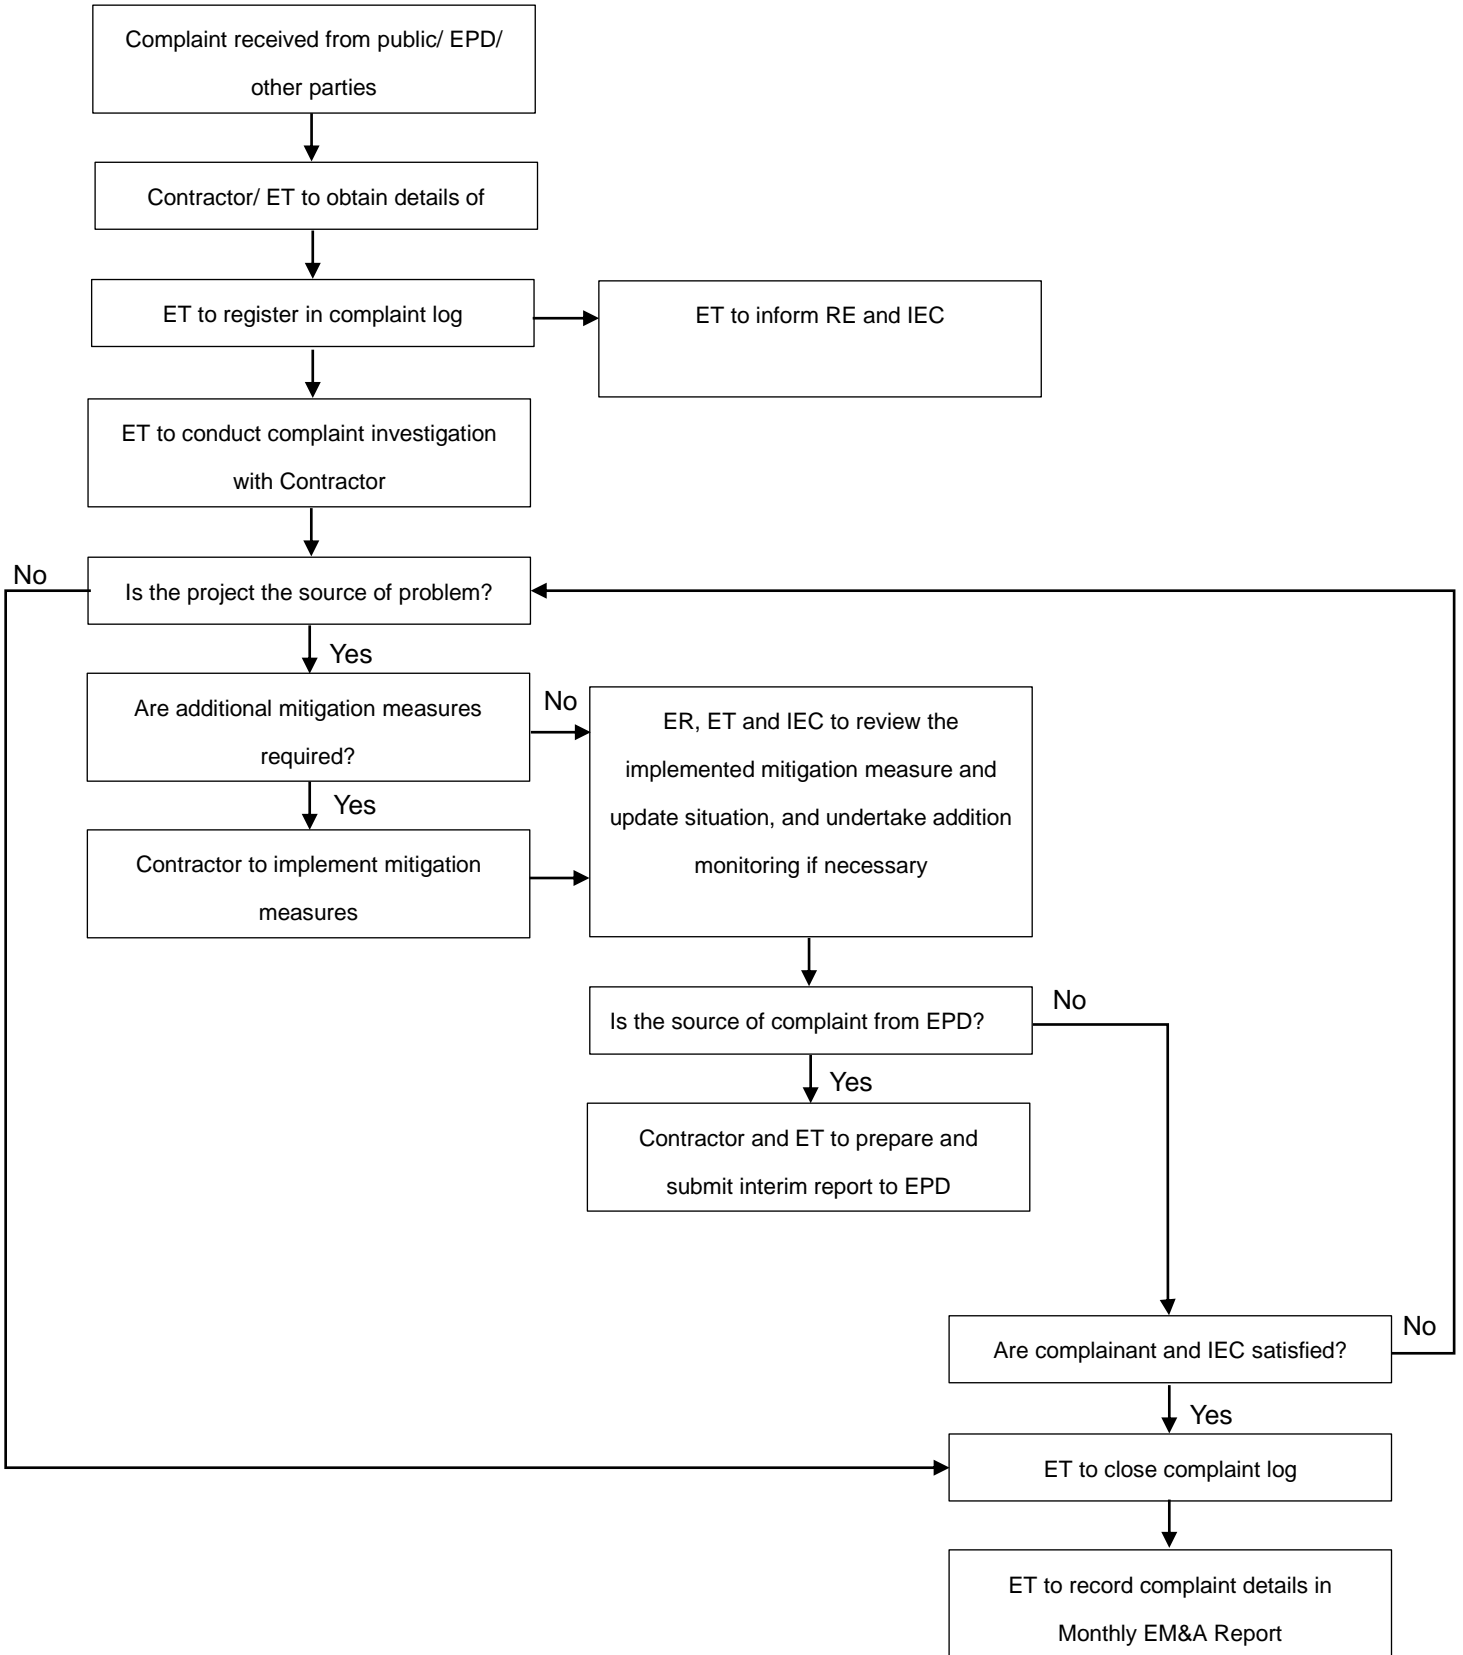 Complaint received from public/ EPD/
other parties
Contractor/ ET to obtain details of
ET to register in complaint log
ET to inform RE and IEC
ET to conduct complaint investigation
with Contractor
No
Is the project the source of problem?
Yes
Are additional mitigation measures
required?
No
ER, ET and IEC to review the
implemented mitigation measure and
update situation, and undertake addition
monitoring if necessary
Yes
Contractor to implement mitigation
measures
Is the source of complaint from EPD?
No
Yes
Contractor and ET to prepare and
submit interim report to EPD
Are complainant and IEC satisfied?
No
Yes
ET to close complaint log
ET to record complaint details in
Monthly EM&A Report